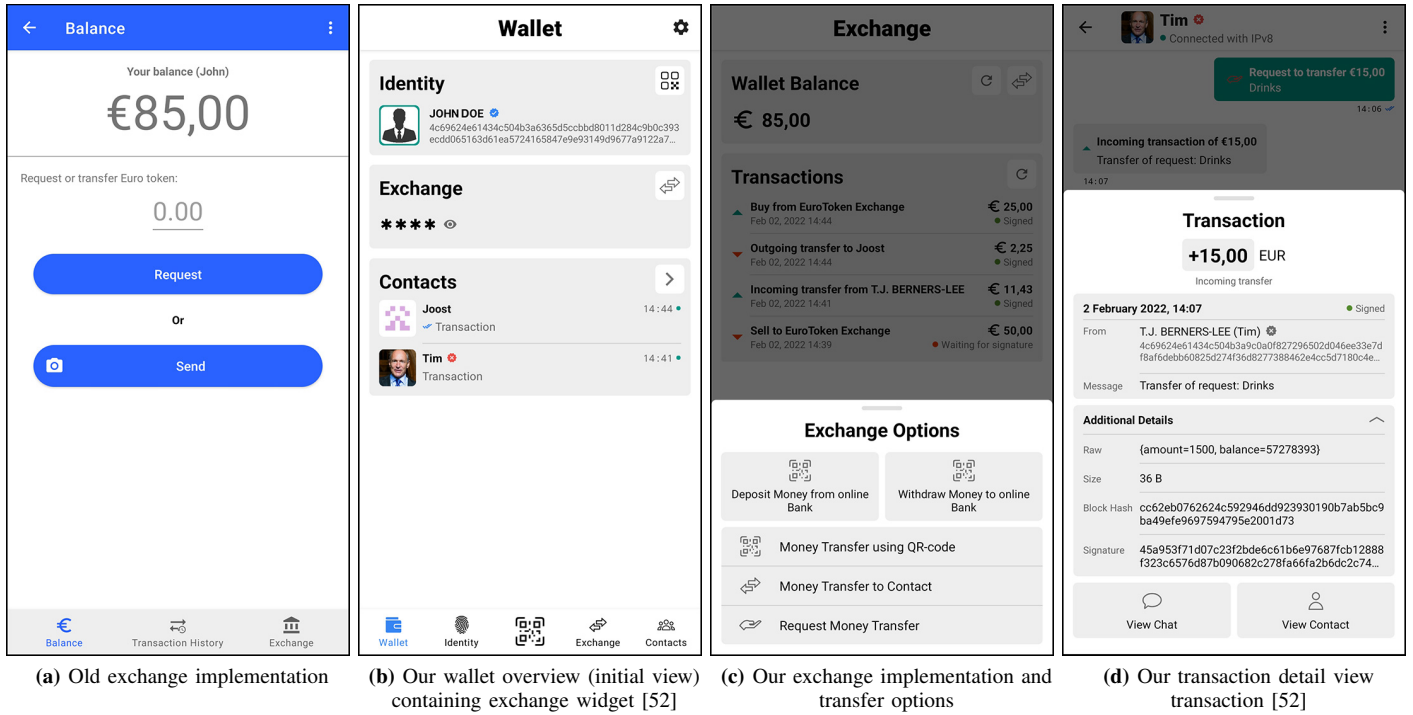 Balance
Your balance (John)
€85,00
Request or transfer Euro token:
0.00
Request
Or
Send
Balance
Transaction History
Exchange
(a) Old exchange implementation
Wallet
Identity
JOHN DOE
4c69624e61434c504b3a6365d5ccbbd8011d284c9b0c393
ecdd065163d61ea5724165847e9e93149d9677a9122a7...
Exchange
****
Contacts
Joost
14:44
Transaction
Tim
14:41
Transaction
Wallet
Identity
Exchange
Contacts
(b) Our wallet overview (initial view)
containing exchange widget [52]
Exchange
Wallet Balance
€ 85,00
Transactions
Buy from EuroToken Exchange € 25,00
Feb 02, 2022 14:44 Signed
Outgoing transfer to Joost € 2,25
Feb 02, 2022 14:44 Signed
Incoming transfer from T.J. BERNERS-LEE € 11,43
Feb 02, 2022 14:41 Signed
Sell to EuroToken Exchange € 50,00
Feb 02, 2022 14:39 Waiting for signature
Exchange Options
Deposit Money from online
Bank
Withdraw Money to online
Bank
Money Transfer using QR-code
Money Transfer to Contact
Request Money Transfer
(c) Our exchange implementation and
transfer options
Tim
Connected with IPv8
Request to transfer €15,00
Drinks
14:06
Incoming transaction of €15,00
Transfer of request: Drinks
14:07
Transaction
+15,00 EUR
Incoming transfer
2 February 2022, 14:07 Signed
From T.J. BERNERS-LEE (Tim)
4c69624e61434c504b3a9c0a0f827296502d046ee33e7d
f8af6debb60825d274f36d8277388462e4cc5d7180c4e...
Message Transfer of request: Drinks
Additional Details
Raw {amount=1500, balance=57278393}
Size 36 B
Block Hash cc62eb0762624c592946dd923930190b7ab5bc9
ba49efe9697594795e2001d73
Signature 45a953f71d07c23f2bde6c61b6e97687fcb12888
f323c6576d87b090682c278fa66fa2b6dc2c74...
View Chat
View Contact
(d) Our transaction detail view
transaction [52]